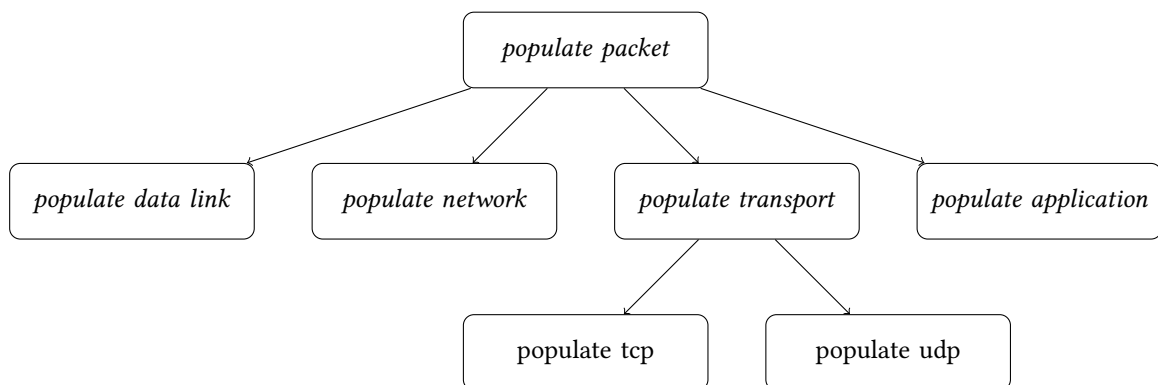 populate packet
populate data link
populate network
populate transport
populate application
populate tcp
populate udp